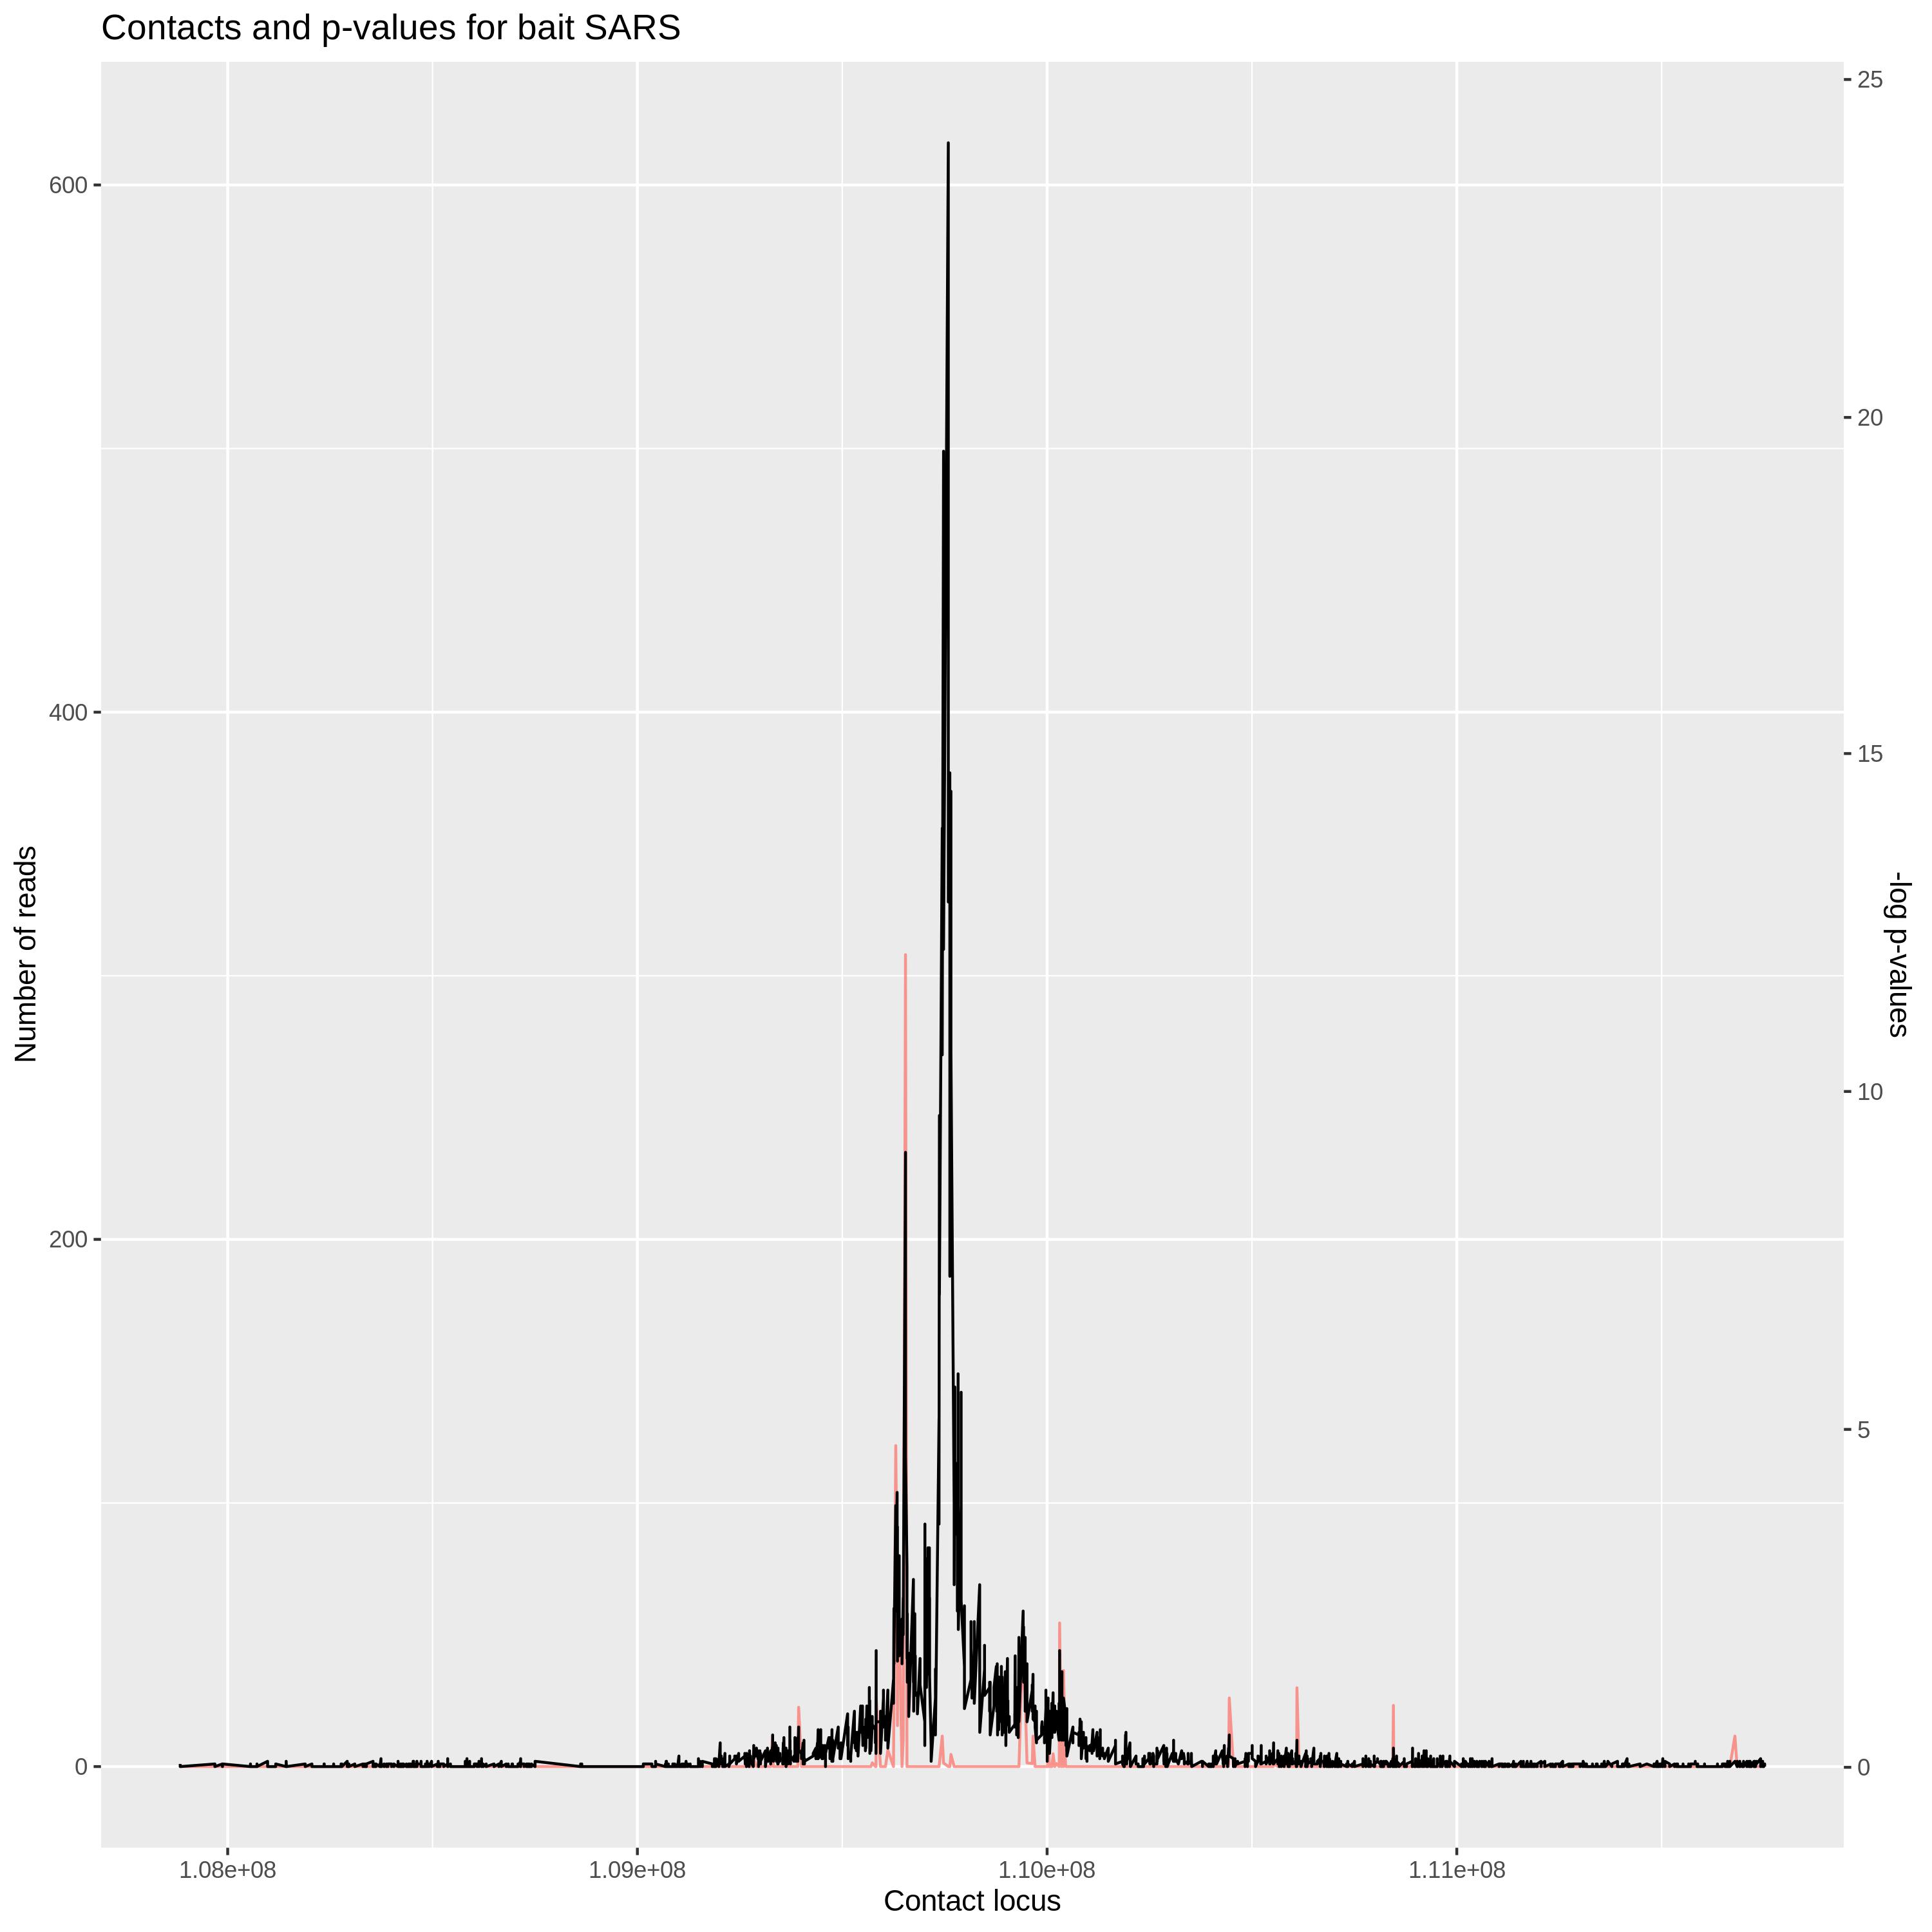 Contacts and p-values for bait SARS
Number of reads
600
400
200
0
25
20
15
10
5
0
-log p-values
1.08e+08 1.09e+08 1.10e+08 1.11e+08
Contact locus